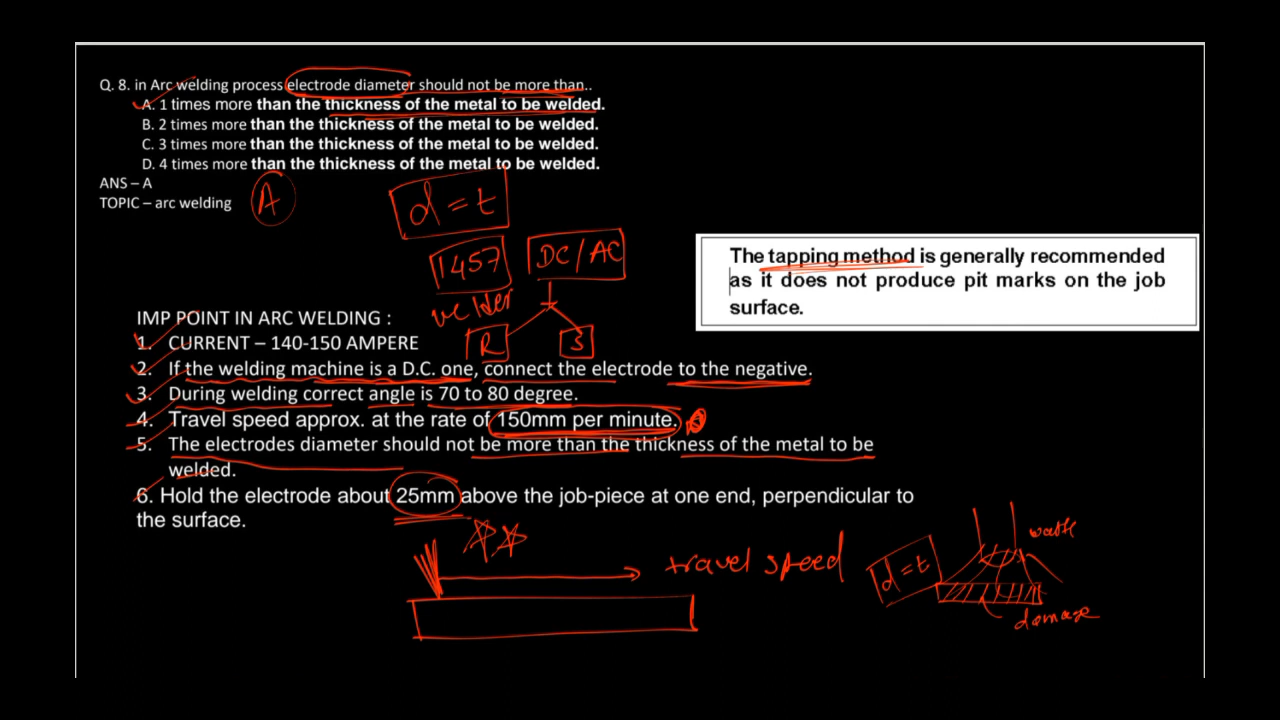 Q. 8. in Arc welding process electrode diameter should not be more than..
A. 1 times more than the thickness of the metal to be welded.
B. 2 times more than the thickness of the metal to be welded.
C. 3 times more than the thickness of the metal to be welded.
D. 4 times more than the thickness of the metal to be welded.
ANS – A
TOPIC – arc welding
A
d = t
1457
welder
DC/AC
R
S
The tapping method is generally recommended
as it does not produce pit marks on the job
surface.
IMP POINT IN ARC WELDING :
1. CURRENT – 140-150 AMPERE
2. If the welding machine is a D.C. one, connect the electrode to the negative.
3. During welding correct angle is 70 to 80 degree.
4. Travel speed approx. at the rate of 150mm per minute.
5. The electrodes diameter should not be more than the thickness of the metal to be
welded.
6. Hold the electrode about 25mm above the job-piece at one end, perpendicular to
the surface.
travel speed
d = t